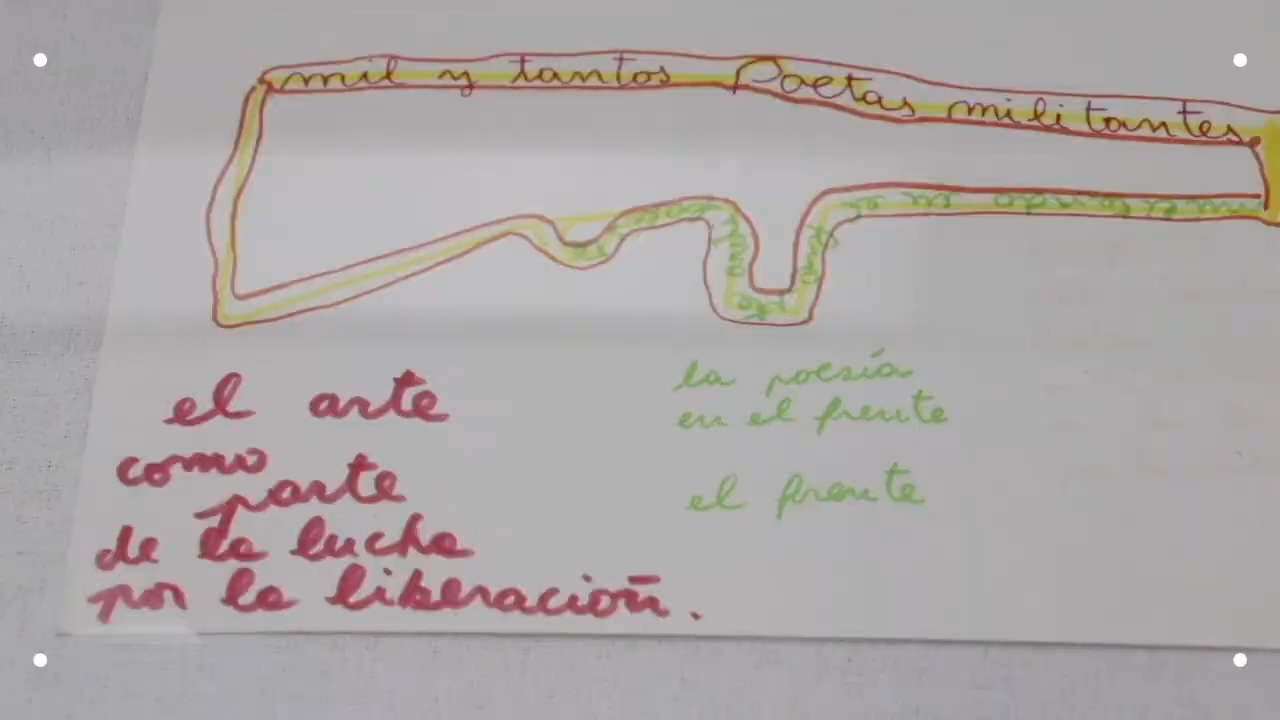 mil y tantos Poetas militantes.
la poesía
en el frente
el frente
el arte
como
parte
de la lucha
por la liberación.